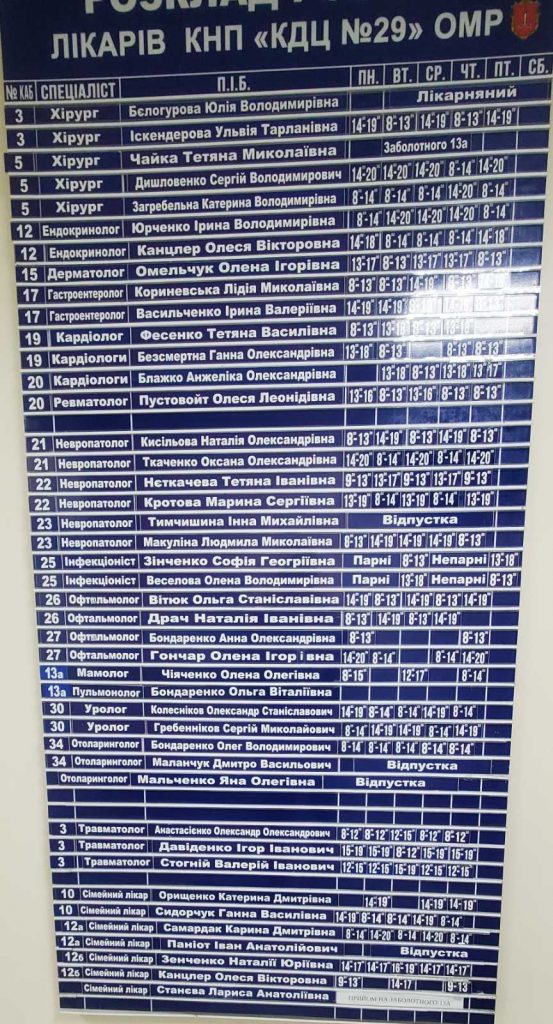 РОЗКЛАД
ЛІКАРІВ КНП «КДЦ №29» ОМР
№ КАБ СПЕЦІАЛІСТ П.І.Б. ПН. ВТ. СР. ЧТ. ПТ. СБ.
3 Хірург Бєлогурова Юлія Володимирівна Лікарняний
3 Хірург Іскендерова Ульвія Тарланівна 14-19 8-13 14-19 8-13 14-19
5 Хірург Чайка Тетяна Миколаївна Заболотного 13а
5 Хірург Дишловенко Сергій Володимирович 14-20 14-20 14-20 8-14 14-20
5 Хірург Загребельна Катерина Володимирівна 8-14 8-14 8-14 14-20 8-14
12 Ендокринолог Юрченко Ірина Володимирівна 8-14 14-20 14-20 14-20 8-14
12 Ендокринолог Канцлер Олеся Вікторовна 14-18 8-14 8-14 8-14 14-18
15 Дерматолог Омельчук Олена Ігорівна 13-17 8-13 13-17 13-17 8-13
17 Гастроентеролог Кориневська Лідія Миколаївна 8-13 8-13 14-19 8-13 14-19
17 Гастроентеролог Васильченко Ірина Валеріївна 14-19 14-19
19 Кардіолог Фесенко Тетяна Василівна 8-13 13-18 8-13
19 Кардіологи Безсмертна Ганна Олександрівна 13-18 8-13 8-13 8-13
20 Кардіологи Блажко Анжеліка Олександрівна 13-18 8-13 13-18 13-17
20 Ревматолог Пустовойт Олеся Леонідівна 13-16 8-13 13-16 8-13 8-13
21 Невропатолог Кисільова Наталія Олександрівна 8-13 14-19 8-13 14-19 8-13
21 Невропатолог Ткаченко Оксана Олександрівна 14-20 8-14 14-20 8-14 14-20
22 Невропатолог Нєткачева Тетяна Іванівна 9-13 13-17 9-13 13-17 9-13
22 Невропатолог Кротова Марина Сергіївна 13-19 8-14 13-19 8-14 13-19
23 Невропатолог Тимчишина Інна Михайлівна Відпустка
23 Невропатолог Макуліна Людмила Миколаївна 8-13 14-19 14-19 14-19 8-13
25 Інфекціоніст Зінченко Софія Георгіївна Парні 8-13 Непарні 13-18
25 Інфекціоніст Веселова Олена Володимирівна Парні 13-18 Непарні 8-13
26 Офтальмолог Вітюк Ольга Станіславівна 14-19 8-13 14-19 8-13 14-19
26 Офтальмолог Драч Наталія Іванівна 8-13 14-19 8-13 14-19
27 Офтальмолог Бондаренко Анна Олександрівна 8-13 8-13
27 Офтальмолог Гончар Олена Ігорівна 14-20 8-14 8-14 14-20
13а Мамолог Чіяченко Олена Олегівна 8-15 12-17 8-14
13а Пульмонолог Бондаренко Ольга Віталіївна
30 Уролог Колесніков Олександр Станіславович 14-19 8-14 8-14 14-19 8-14
30 Уролог Гребенніков Сергій Миколайович 8-14 14-19 14-19 8-14 14-19
34 Отоларинголог Бондаренко Олег Володимирович 8-14 8-14 8-14 8-14 8-14
34 Отоларинголог Маланчук Дмитро Васильович Відпустка
Отоларинголог Мальченко Яна Олегівна Відпустка
3 Травматолог Анастасієнко Олександр Олександрович 8-12 8-12 12-15 8-12 8-12
3 Травматолог Давіденко Ігор Іванович 15-19 15-19 8-12 15-19 15-19
3 Травматолог Стогній Валерій Іванович 12-15 12-15 15-19 12-15 12-15
10 Сімейний лікар Орищенко Катерина Дмитрівна 14-19 14-19 14-19
10 Сімейний лікар Сидорчук Ганна Василівна 14-19 8-14 8-14 14-19 8-14
12а Сімейний лікар Самардак Карина Дмитрівна 8-14 14-20 8-14 14-20 8-14
12а Сімейний лікар Паніот Іван Анатолійович Відпустка
12б Сімейний лікар Зенченко Наталії Юріївна 14-17 14-17 16-19 14-17 14-17
12б Сімейний лікар Канцлер Олеся Вікторовна 9-13 14-17 9-13
Сімейний лікар Станєва Лариса Анатоліївна ПРИЙОМ НА ЗАБОЛОТНОГО 13А